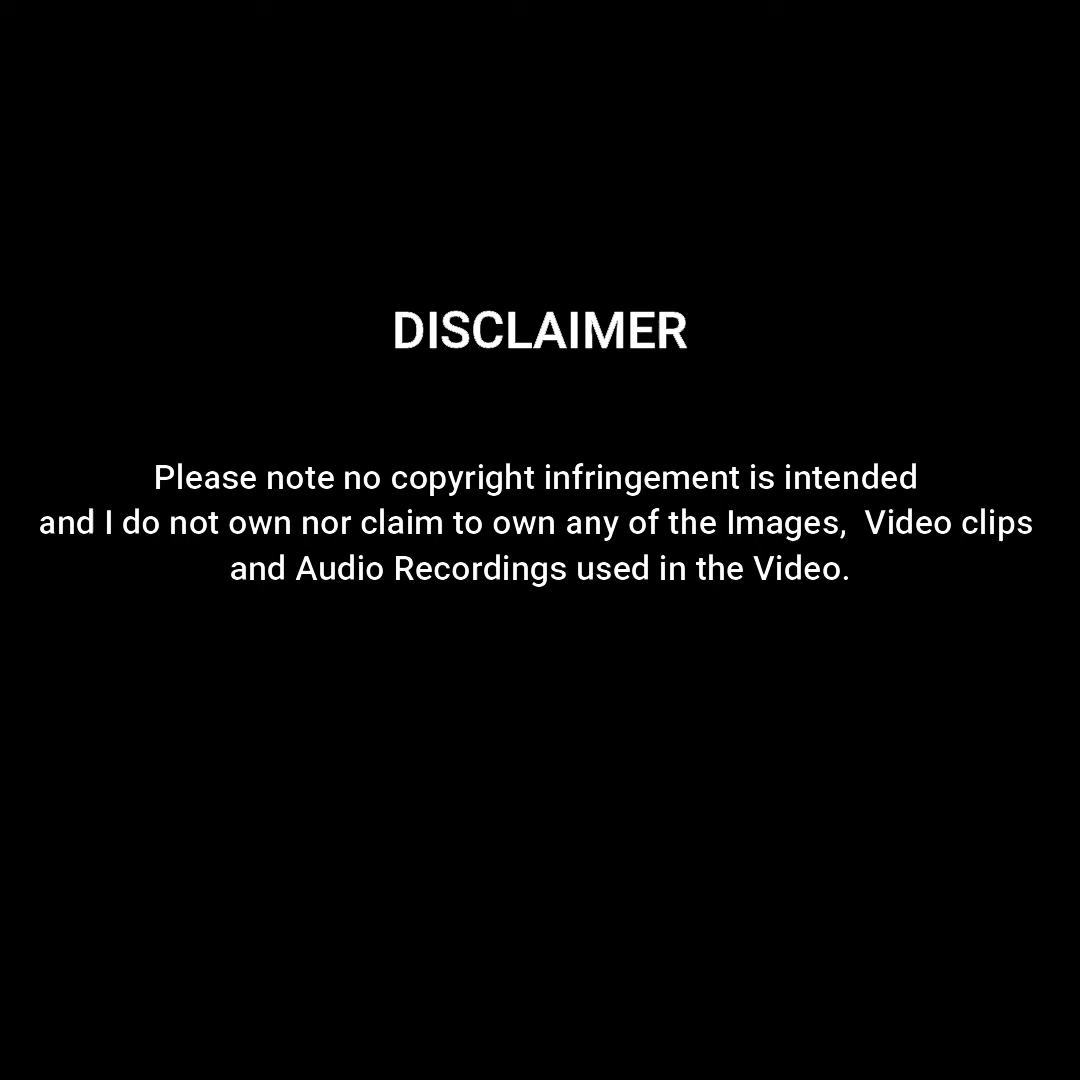 DISCLAIMER
Please note no copyright infringement is intended
and I do not own nor claim to own any of the Images,  Video clips
and Audio Recordings used in the Video.